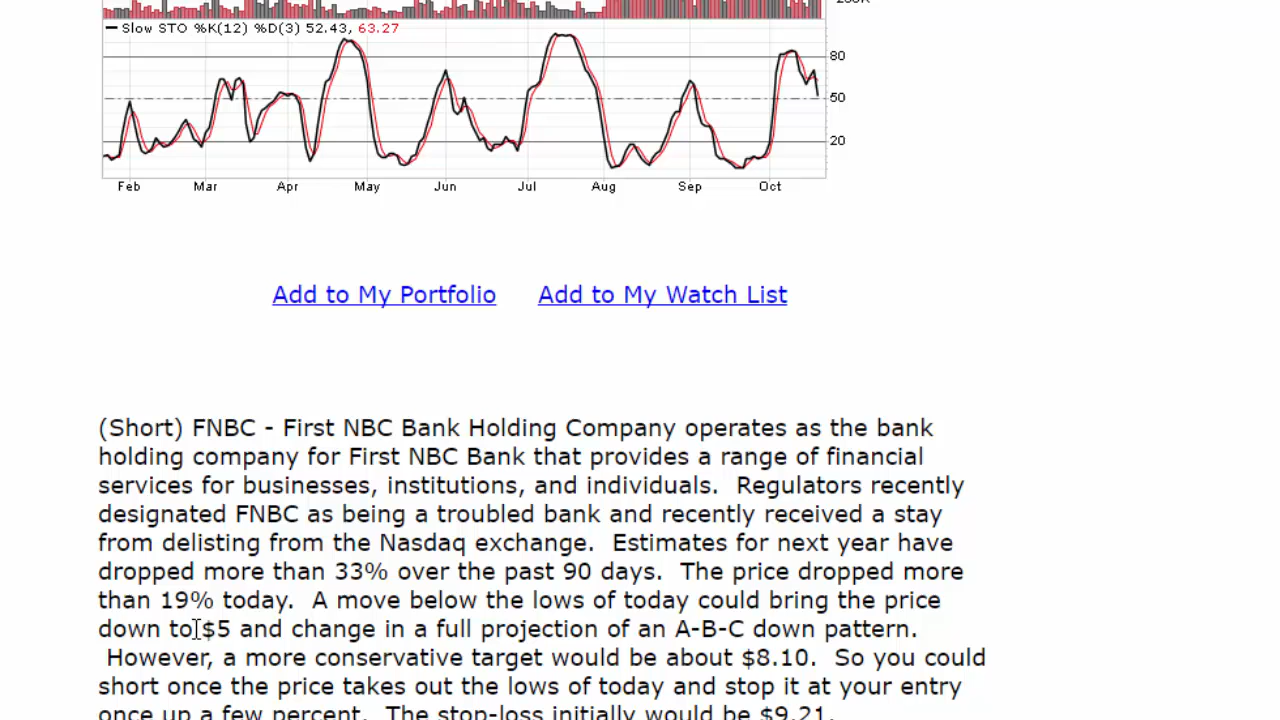 Slow STO %K(12) %D(3) 52.43, 63.27
80
50
20
Feb Mar Apr May Jun Jul Aug Sep Oct
Add to My Portfolio Add to My Watch List
(Short) FNBC - First NBC Bank Holding Company operates as the bank
holding company for First NBC Bank that provides a range of financial
services for businesses, institutions, and individuals. Regulators recently
designated FNBC as being a troubled bank and recently received a stay
from delisting from the Nasdaq exchange. Estimates for next year have
dropped more than 33% over the past 90 days. The price dropped more
than 19% today. A move below the lows of today could bring the price
down to $5 and change in a full projection of an A-B-C down pattern.
However, a more conservative target would be about $8.10. So you could
short once the price takes out the lows of today and stop it at your entry
once up a few percent. The stop-loss initially would be $9.21.